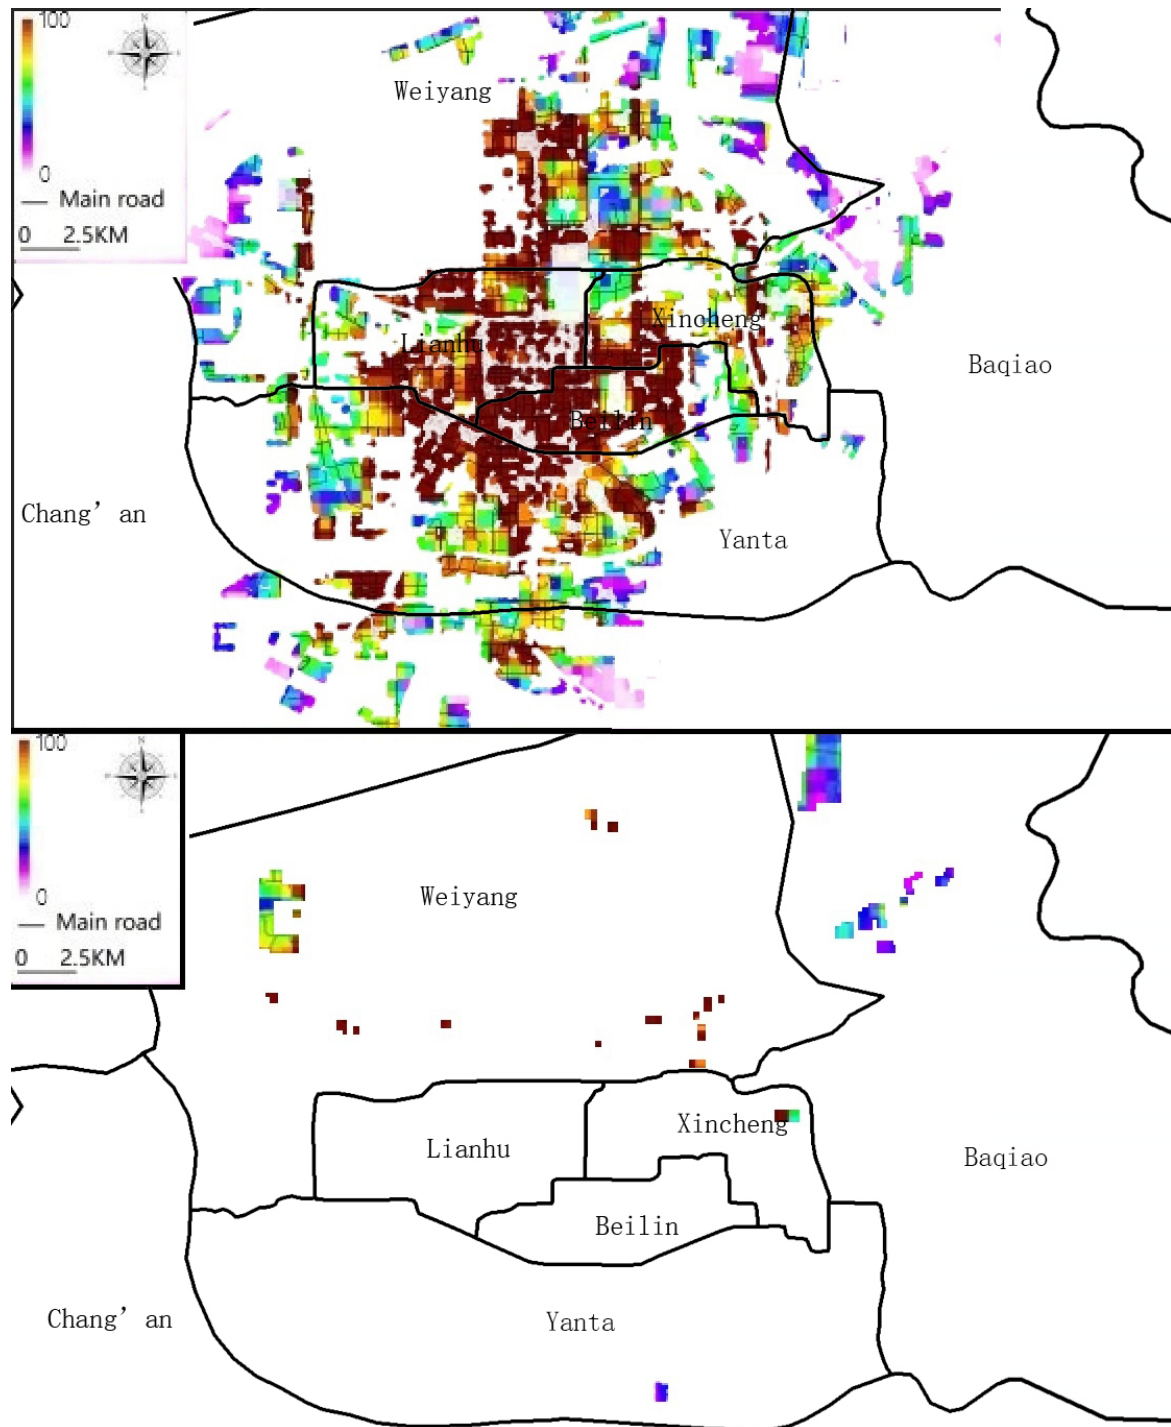 100
N
Weiyang
0
Main road
0 2.5KM
Xincheng
Lianhu
Baqiao
Beilin
Chang’ an
Yanta
100
N
0
Weiyang
Main road
0 2.5KM
Xincheng
Lianhu
Baqiao
Beilin
Chang’ an
Yanta